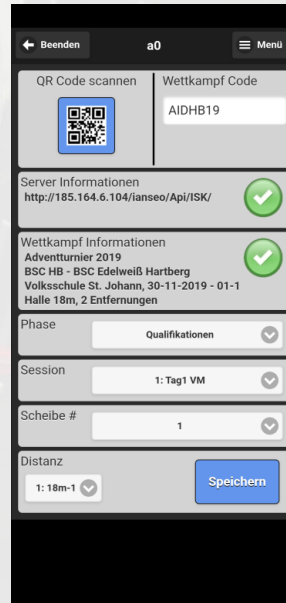 Beenden
a0
Menü
QR Code scannen
Wettkampf Code
AIDHB19
Server Informationen
http://185.164.6.104/ianseo/Api/ISK/
Wettkampf Informationen
Adventturnier 2019
BSC HB - BSC Edelweiß Hartberg
Volksschule St. Johann, 30-11-2019 - 01-1
Halle 18m, 2 Entfernungen
Phase
Qualifikationen
Session
1: Tag1 VM
Scheibe #
1
Distanz
1: 18m-1
Speichern